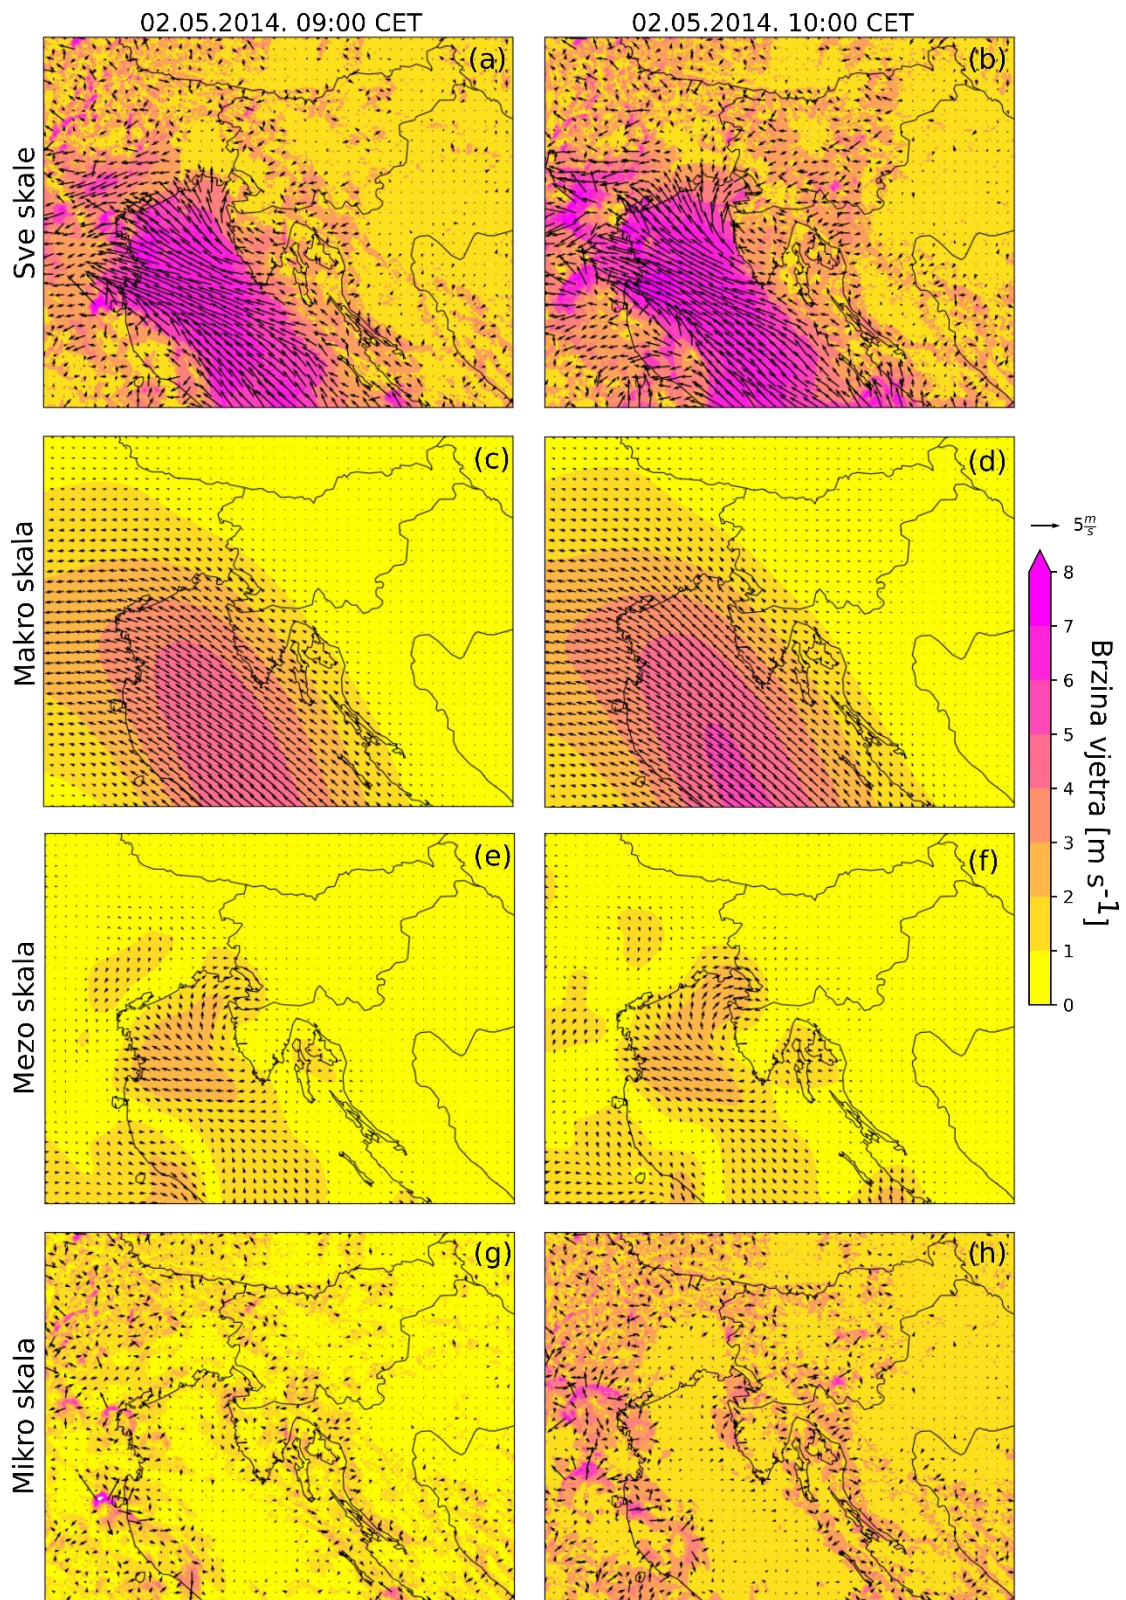 02.05.2014. 09:00 CET
02.05.2014. 10:00 CET
Sve skale
(a)
(b)
Makro skala
(c)
(d)
5 m/s
8
7
6
5
4
3
2
1
0
Brzina vjetra [m s⁻¹]
Mezo skala
(e)
(f)
Mikro skala
(g)
(h)